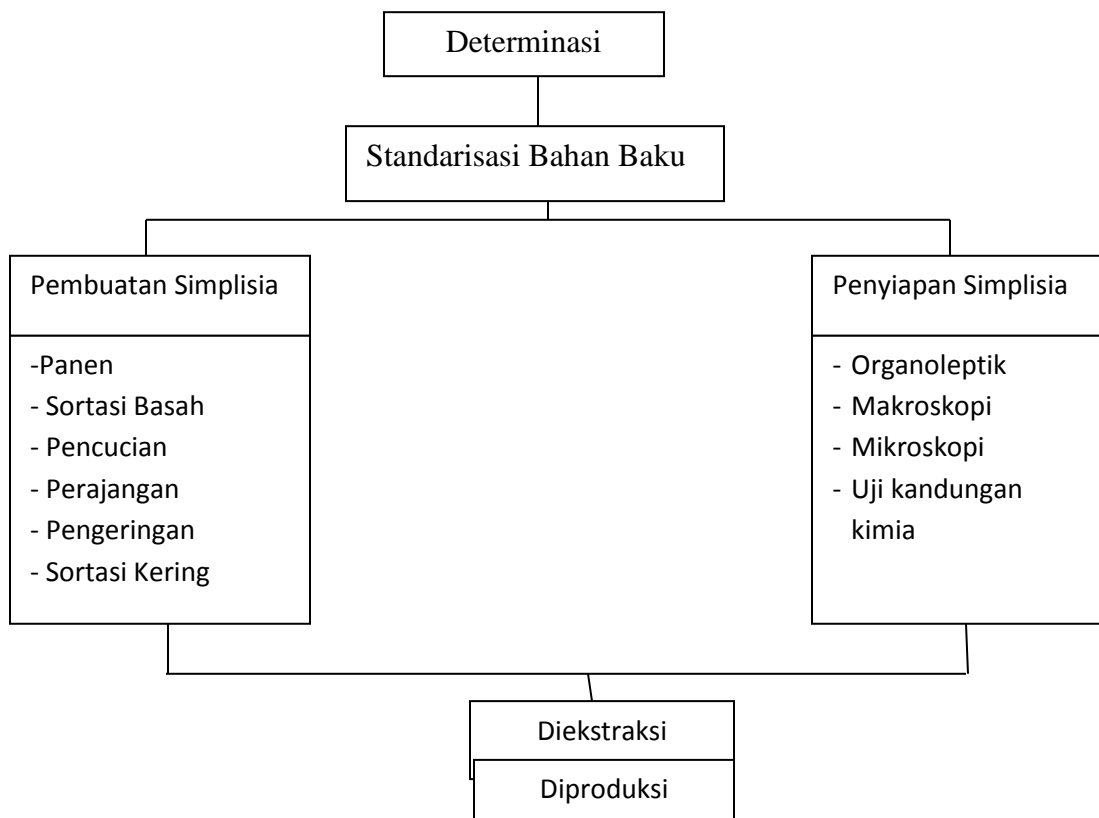 Determinasi
Standarisasi Bahan Baku
Pembuatan Simplisia
-Panen
- Sortasi Basah
- Pencucian
- Perajangan
- Pengeringan
- Sortasi Kering
Penyiapan Simplisia
- Organoleptik
- Makroskopi
- Mikroskopi
- Uji kandungan
kimia
Diekstraksi
Diproduksi